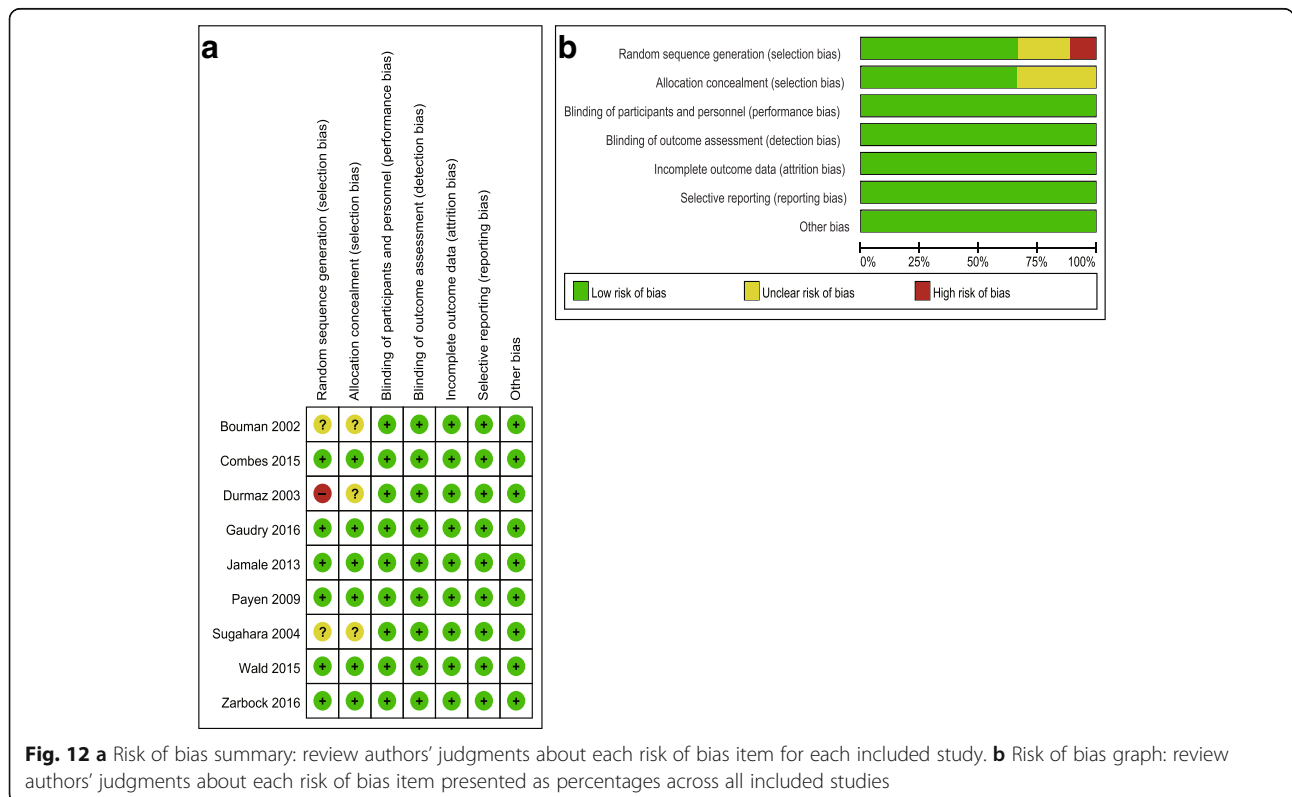 a
Random sequence generation (selection bias)
Allocation concealment (selection bias)
Blinding of participants and personnel (performance bias)
Blinding of outcome assessment (detection bias)
Incomplete outcome data (attrition bias)
Selective reporting (reporting bias)
Other bias
Bouman 2002 ? ? + + + + +
Combes 2015 + + + + + + +
Durmaz 2003 – ? + + + + +
Gaudry 2016 + + + + + + +
Jamale 2013 + + + + + + +
Payen 2009 + + + + + + +
Sugahara 2004 ? ? + + + + +
Wald 2015 + + + + + + +
Zarbock 2016 + + + + + + +
b
Random sequence generation (selection bias)
Allocation concealment (selection bias)
Blinding of participants and personnel (performance bias)
Blinding of outcome assessment (detection bias)
Incomplete outcome data (attrition bias)
Selective reporting (reporting bias)
Other bias
0% 25% 50% 75% 100%
Low risk of bias Unclear risk of bias High risk of bias
Fig. 12 a Risk of bias summary: review authors’ judgments about each risk of bias item for each included study. b Risk of bias graph: review
authors’ judgments about each risk of bias item presented as percentages across all included studies